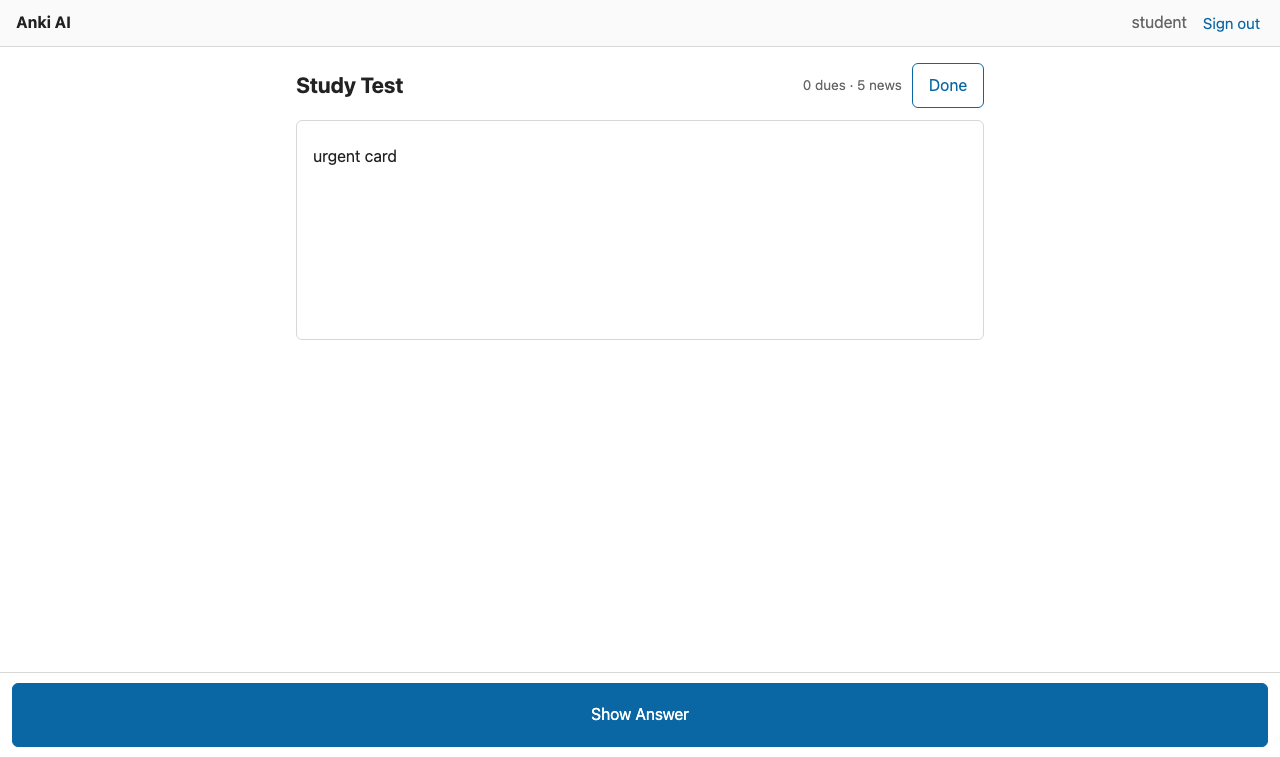 Anki AI
student
Sign out
Study Test
0 dues · 5 news
Done
urgent card
Show Answer